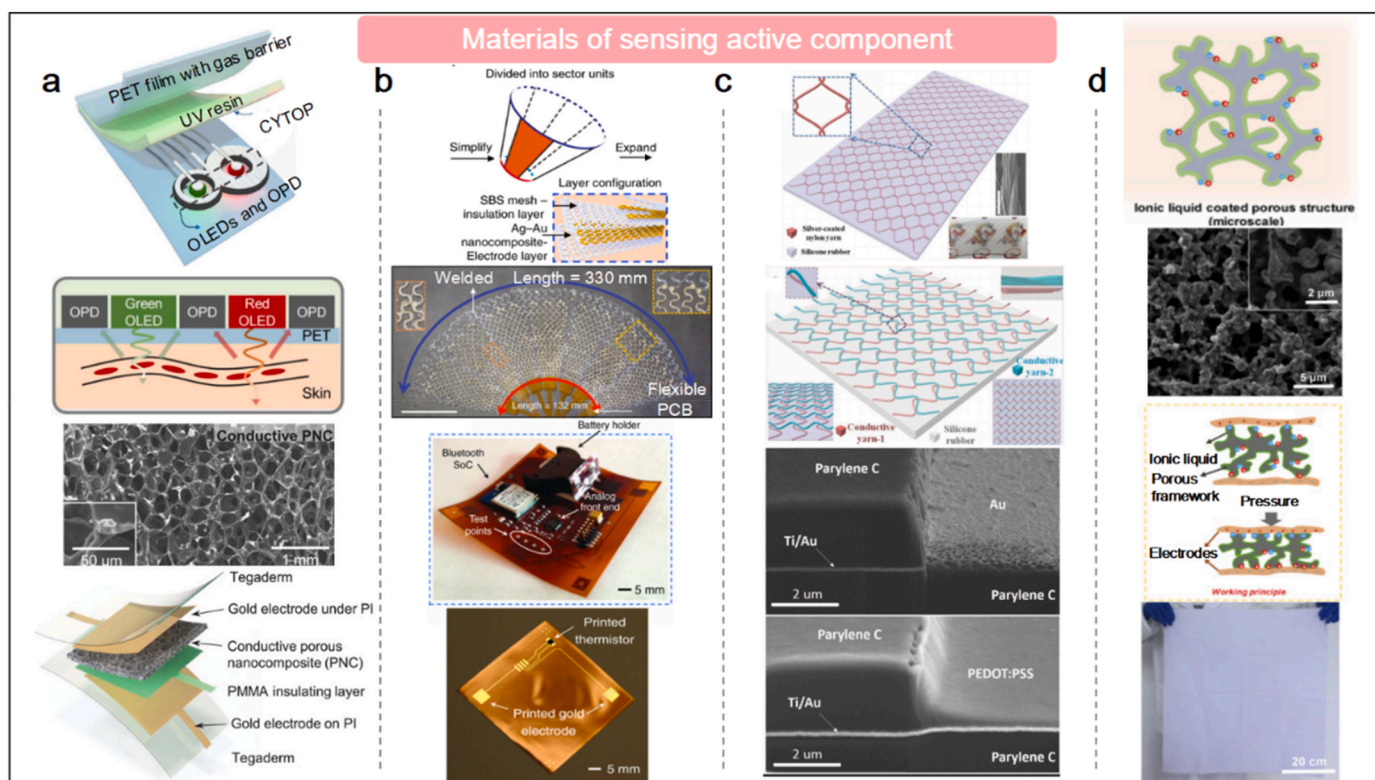 Materials of sensing active component
a
PET fillm with gas barrier
UV resin
CYTOP
OLEDs and OPD
OPD
Green
OLED
OPD
Red
OLED
OPD
PET
Skin
Conductive PNC
50 µm
1 mm
Tegaderm
Gold electrode under PI
Conductive porous
nanocomposite (PNC)
PMMA insulating layer
Gold electrode on PI
Tegaderm
b
Divided into sector units
Simplify
Expand
Layer configuration
SBS mesh –
insulation layer
Ag–Au
nanocomposite-
Electrode layer
Welded
Length = 330 mm
Length = 132 mm
Flexible
PCB
Battery holder
Bluetooth
SoC
Analog
front end
Test
points
5 mm
Printed
thermistor
Printed gold
electrode
5 mm
c
Silver-coated
nylon yarn
Silicone rubber
Conductive
yarn-2
Conductive
yarn-1
Silicone
rubber
Parylene C
Au
Ti/Au
2 µm
Parylene C
Parylene C
PEDOT:PSS
Ti/Au
2 µm
Parylene C
d
Ionic liquid coated porous structure
(microscale)
2 µm
5 µm
Ionic liquid
Porous
framework
Pressure
Electrodes
Working principle
20 cm